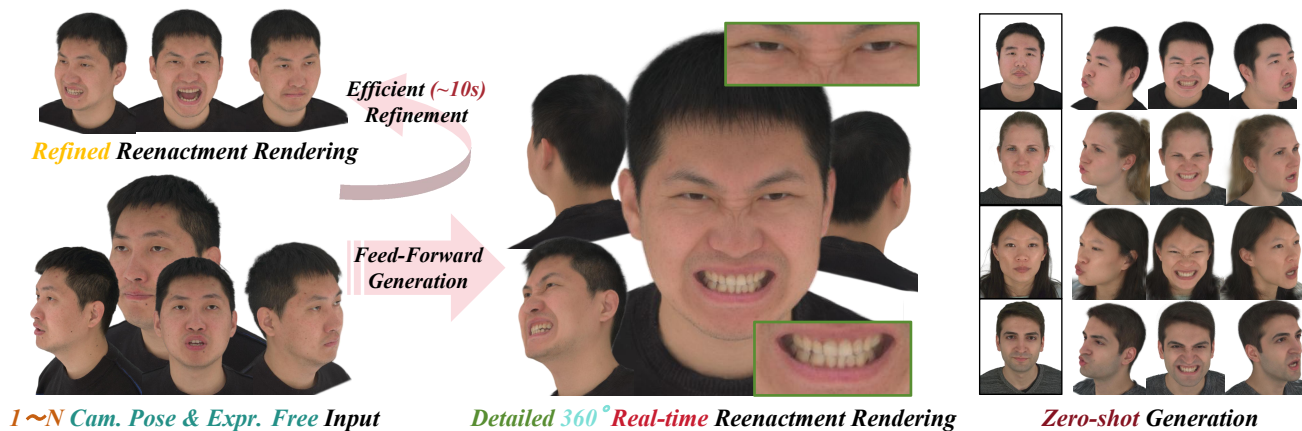 Efficient (~10s)
Refinement
Refined Reenactment Rendering
Feed-Forward
Generation
1~N Cam. Pose & Expr. Free Input
Detailed 360° Real-time Reenactment Rendering
Zero-shot Generation